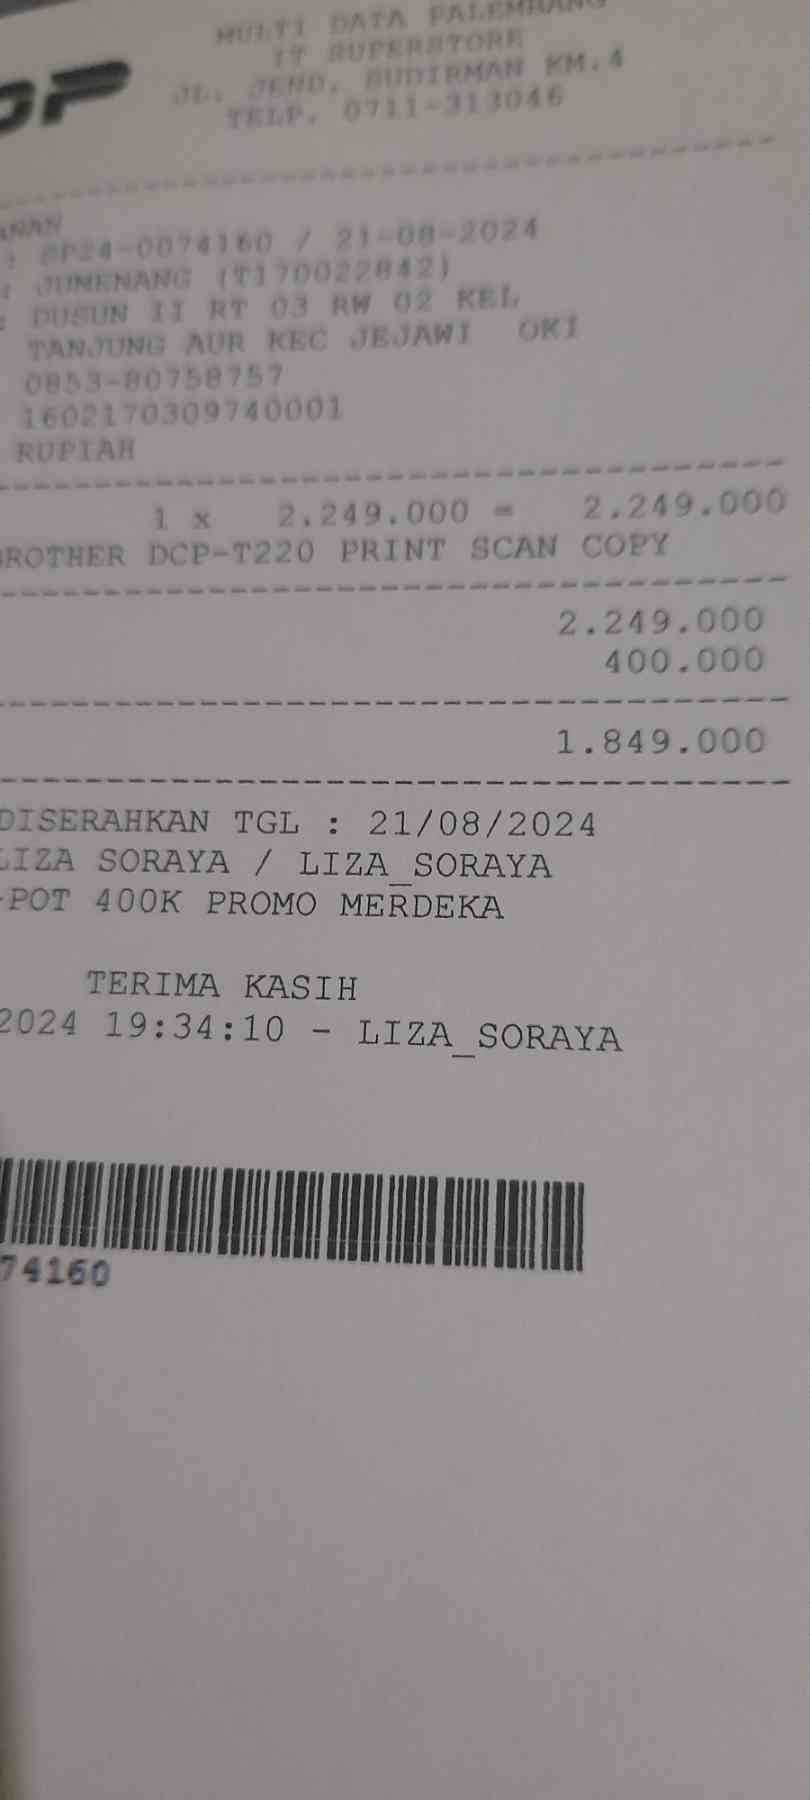 MULTI DATA PALEMBANG
IT SUPERSTORE
JL. JEND. SUDIRMAN KM.4
TELP. 0711-313046
: SP24-0074160 / 21-08-2024
: JUMENANG (T170022842)
: DUSUN II RT 03 RW 02 KEL
TANJUNG AUR KEC JEJAWI OKI
0853-80758757
1602170309740001
RUPIAH
1 x 2.249.000 = 2.249.000
BROTHER DCP-T220 PRINT SCAN COPY
2.249.000
400.000
1.849.000
DISERAHKAN TGL : 21/08/2024
LIZA SORAYA / LIZA_SORAYA
-POT 400K PROMO MERDEKA
TERIMA KASIH
2024 19:34:10 - LIZA_SORAYA
74160